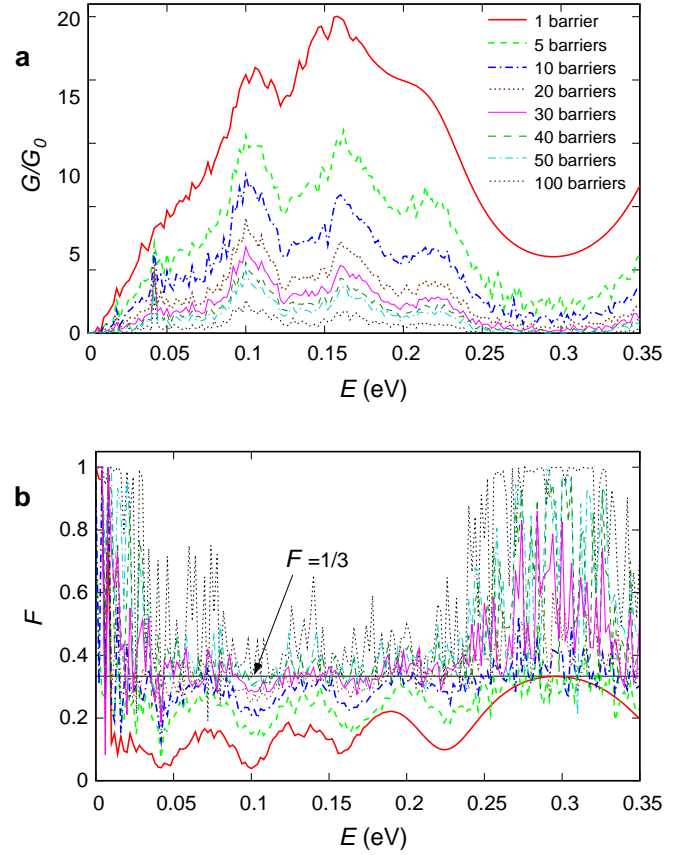 a
G/G0
20
15
10
5
0
1 barrier
5 barriers
10 barriers
20 barriers
30 barriers
40 barriers
50 barriers
100 barriers
0 0.05 0.1 0.15 0.2 0.25 0.3 0.35
E (eV)
b
F
1
0.8
0.6
0.4
0.2
0
F =1/3
0 0.05 0.1 0.15 0.2 0.25 0.3 0.35
E (eV)